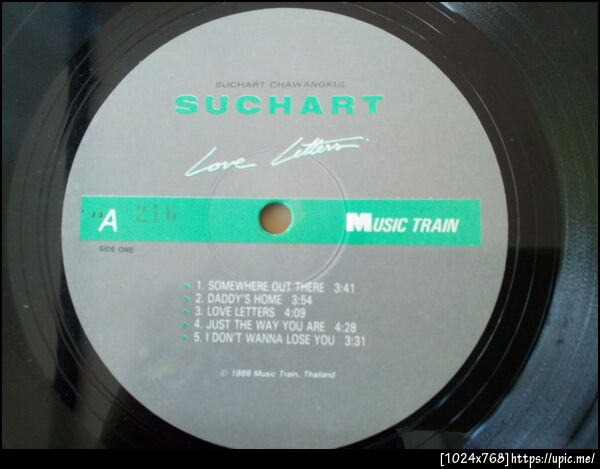 SUCHART CHAWANGKUL
SUCHART
Love Letters
A 216
MUSIC TRAIN
SIDE ONE
1. SOMEWHERE OUT THERE 3:41
2. DADDY'S HOME 3:54
3. LOVE LETTERS 4:09
4. JUST THE WAY YOU ARE 4:28
5. I DON'T WANNA LOSE YOU 3:31
© 1988 Music Train, Thailand
[1024x768]https://upic.me/